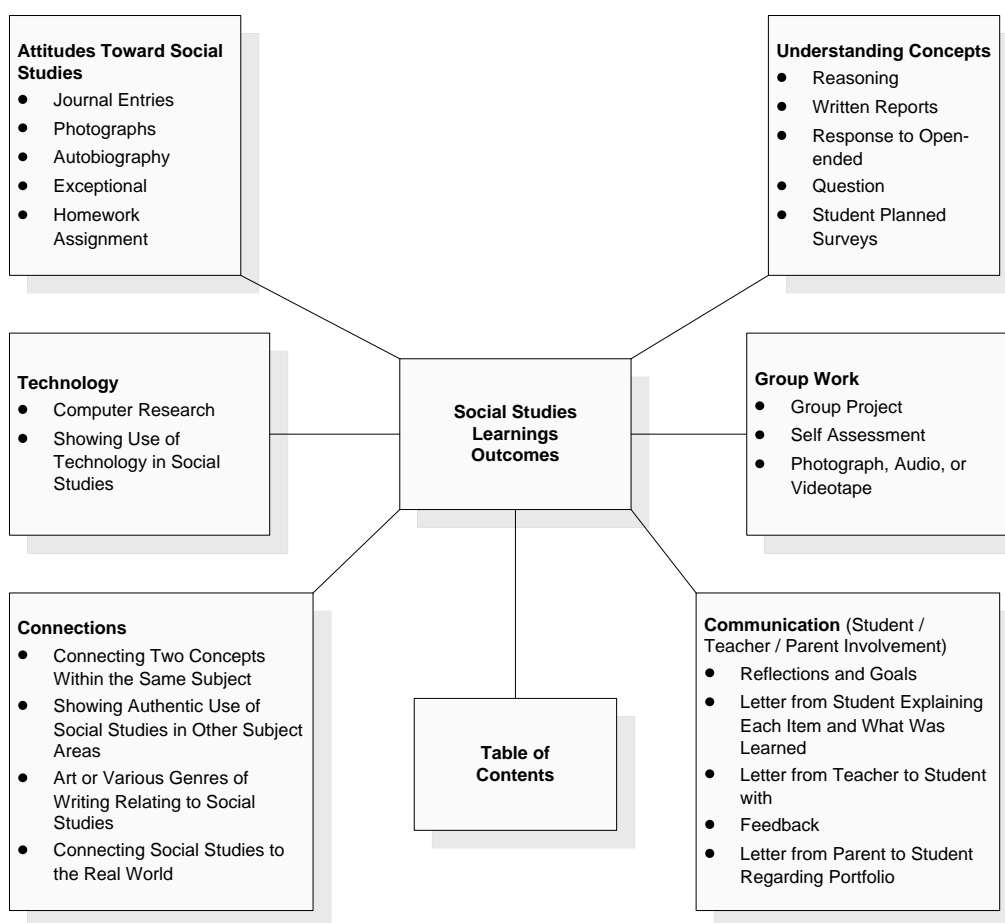 Attitudes Toward Social
Studies
● Journal Entries
● Photographs
● Autobiography
● Exceptional
● Homework
Assignment
Understanding Concepts
● Reasoning
● Written Reports
● Response to Open-
ended
● Question
● Student Planned
Surveys
Technology
● Computer Research
● Showing Use of
Technology in Social
Studies
Social Studies
Learnings
Outcomes
Group Work
● Group Project
● Self Assessment
● Photograph, Audio, or
Videotape
Connections
● Connecting Two Concepts
Within the Same Subject
● Showing Authentic Use of
Social Studies in Other Subject
Areas
● Art or Various Genres of
Writing Relating to Social
Studies
● Connecting Social Studies to
the Real World
Table of
Contents
Communication (Student /
Teacher / Parent Involvement)
● Reflections and Goals
● Letter from Student Explaining
Each Item and What Was
Learned
● Letter from Teacher to Student
with
● Feedback
● Letter from Parent to Student
Regarding Portfolio